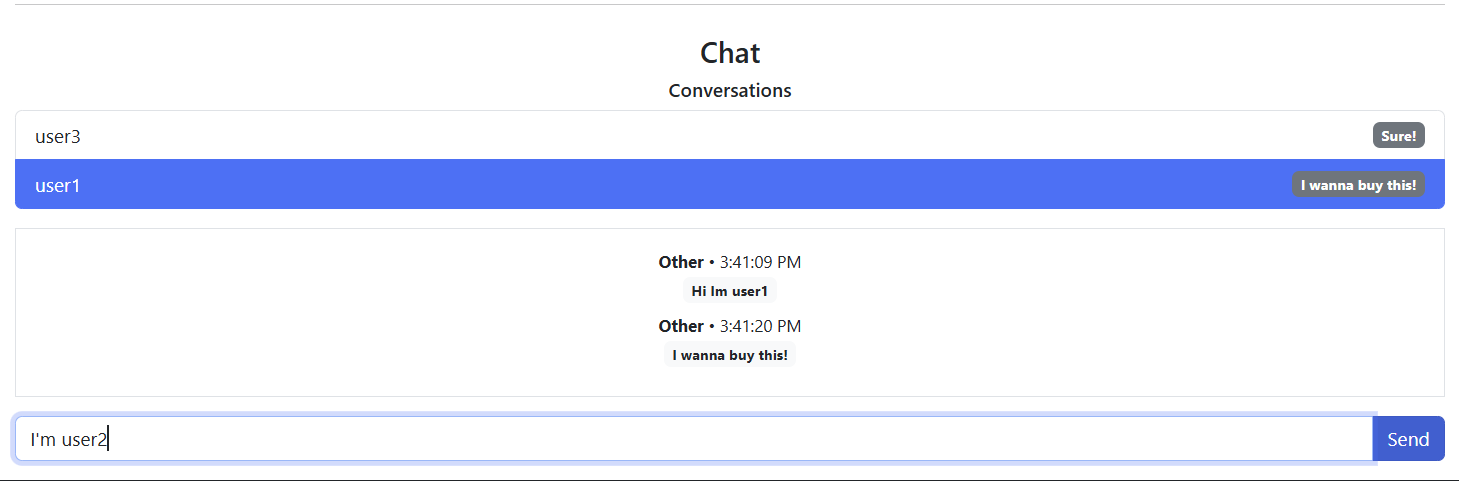 Chat
Conversations
user3 Sure!
user1 I wanna buy this!
Other • 3:41:09 PM
Hi Im user1
Other • 3:41:20 PM
I wanna buy this!
I'm user2 Send